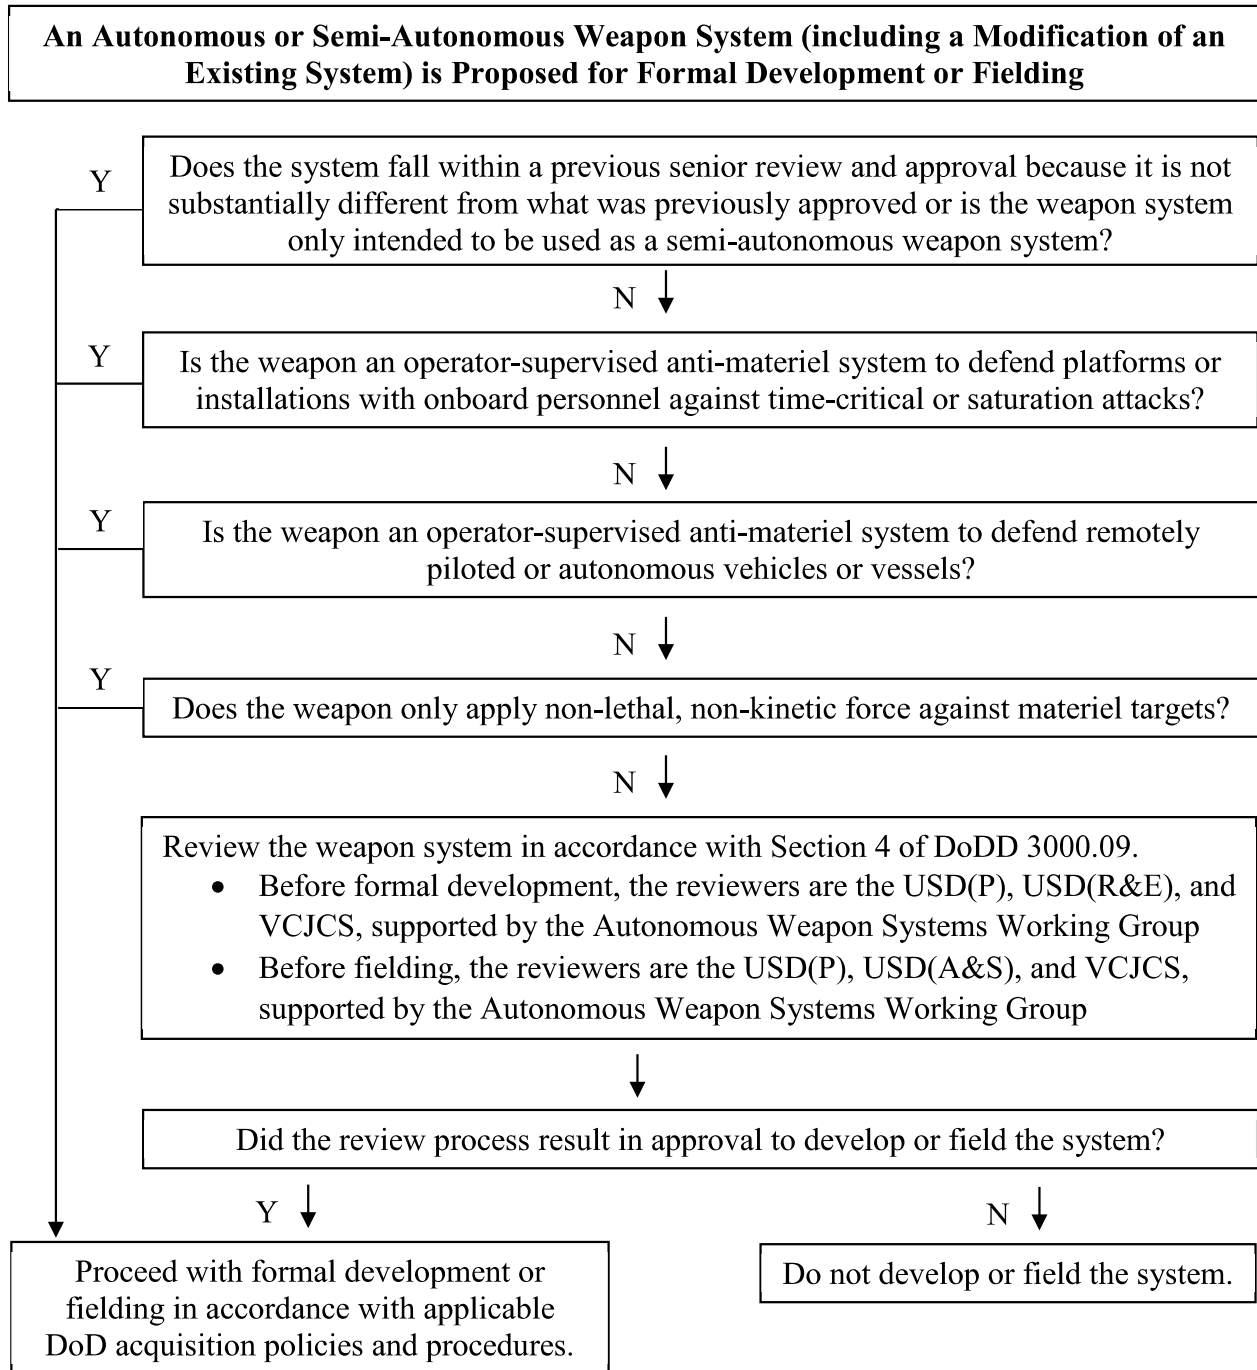 An Autonomous or Semi-Autonomous Weapon System (including a Modification of an
Existing System) is Proposed for Formal Development or Fielding
Y
Does the system fall within a previous senior review and approval because it is not
substantially different from what was previously approved or is the weapon system
only intended to be used as a semi-autonomous weapon system?
N
Y
Is the weapon an operator-supervised anti-materiel system to defend platforms or
installations with onboard personnel against time-critical or saturation attacks?
N
Y
Is the weapon an operator-supervised anti-materiel system to defend remotely
piloted or autonomous vehicles or vessels?
N
Y
Does the weapon only apply non-lethal, non-kinetic force against materiel targets?
N
Review the weapon system in accordance with Section 4 of DoDD 3000.09.
• Before formal development, the reviewers are the USD(P), USD(R&E), and
VCJCS, supported by the Autonomous Weapon Systems Working Group
• Before fielding, the reviewers are the USD(P), USD(A&S), and VCJCS,
supported by the Autonomous Weapon Systems Working Group
Did the review process result in approval to develop or field the system?
Y
N
Proceed with formal development or
fielding in accordance with applicable
DoD acquisition policies and procedures.
Do not develop or field the system.